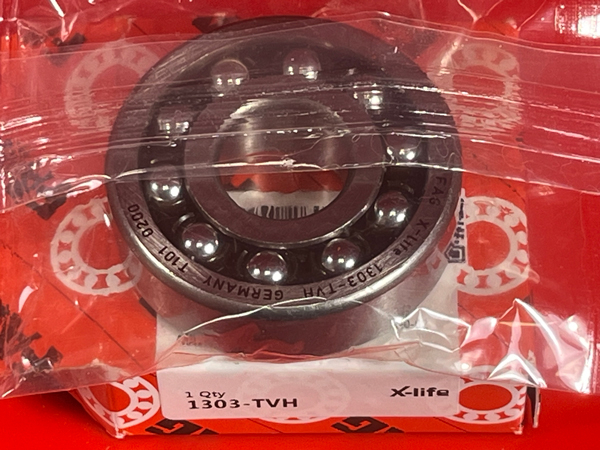 FAG X-life 1303-TVH GERMANY T101 0200
1 Qty
X-life
1303-TVH